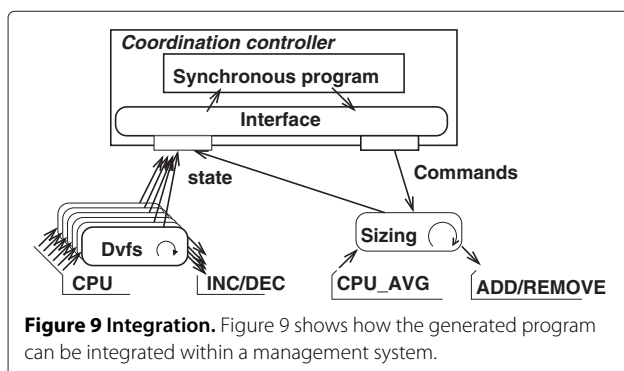 Coordination controller
Synchronous program
Interface
state
Commands
Dvfs
Sizing
CPU
INC/DEC
CPU_AVG
ADD/REMOVE
Figure 9 Integration. Figure 9 shows how the generated program
can be integrated within a management system.